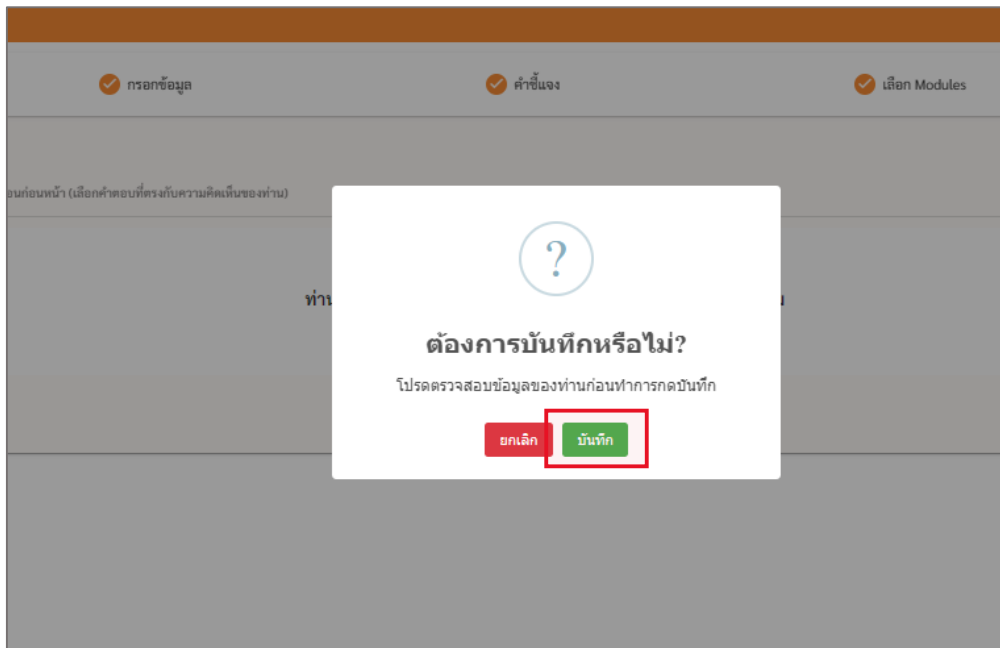 กรอกข้อมูล
คำชี้แจง
เลือก Modules
อนก่อนหน้า (เลือกคำตอบที่ตรงกับความคิดเห็นของท่าน)
ท่าน
?
ต้องการบันทึกหรือไม่?
โปรดตรวจสอบข้อมูลของท่านก่อนทำการกดบันทึก
ยกเลิก
บันทึก